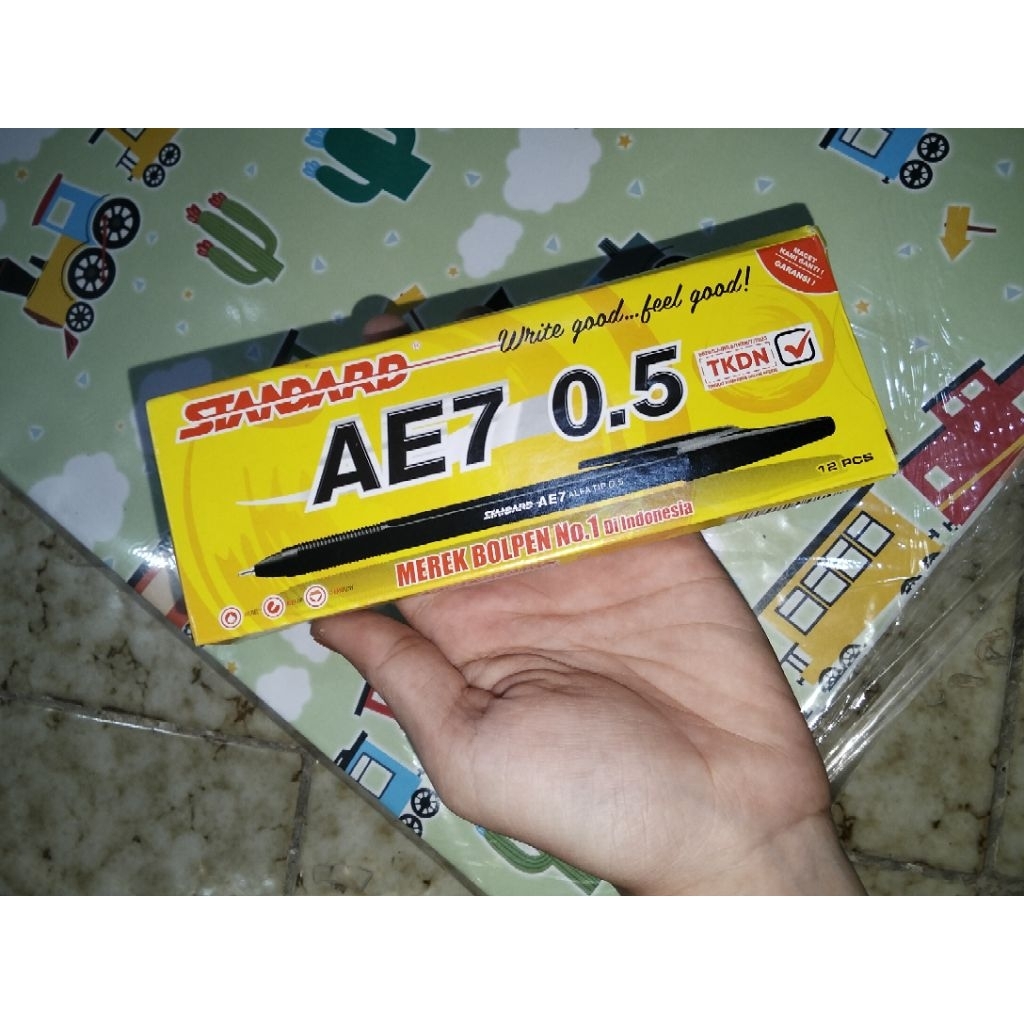 MACET
KAMI GANTI!
GARANSI!
Write good...feel good!
STANDARD
AE7 0.5
TKDN
STANDARD AE7 ALFATIP 0.5
12 PCS
MEREK BOLPEN No.1 Di Indonesia